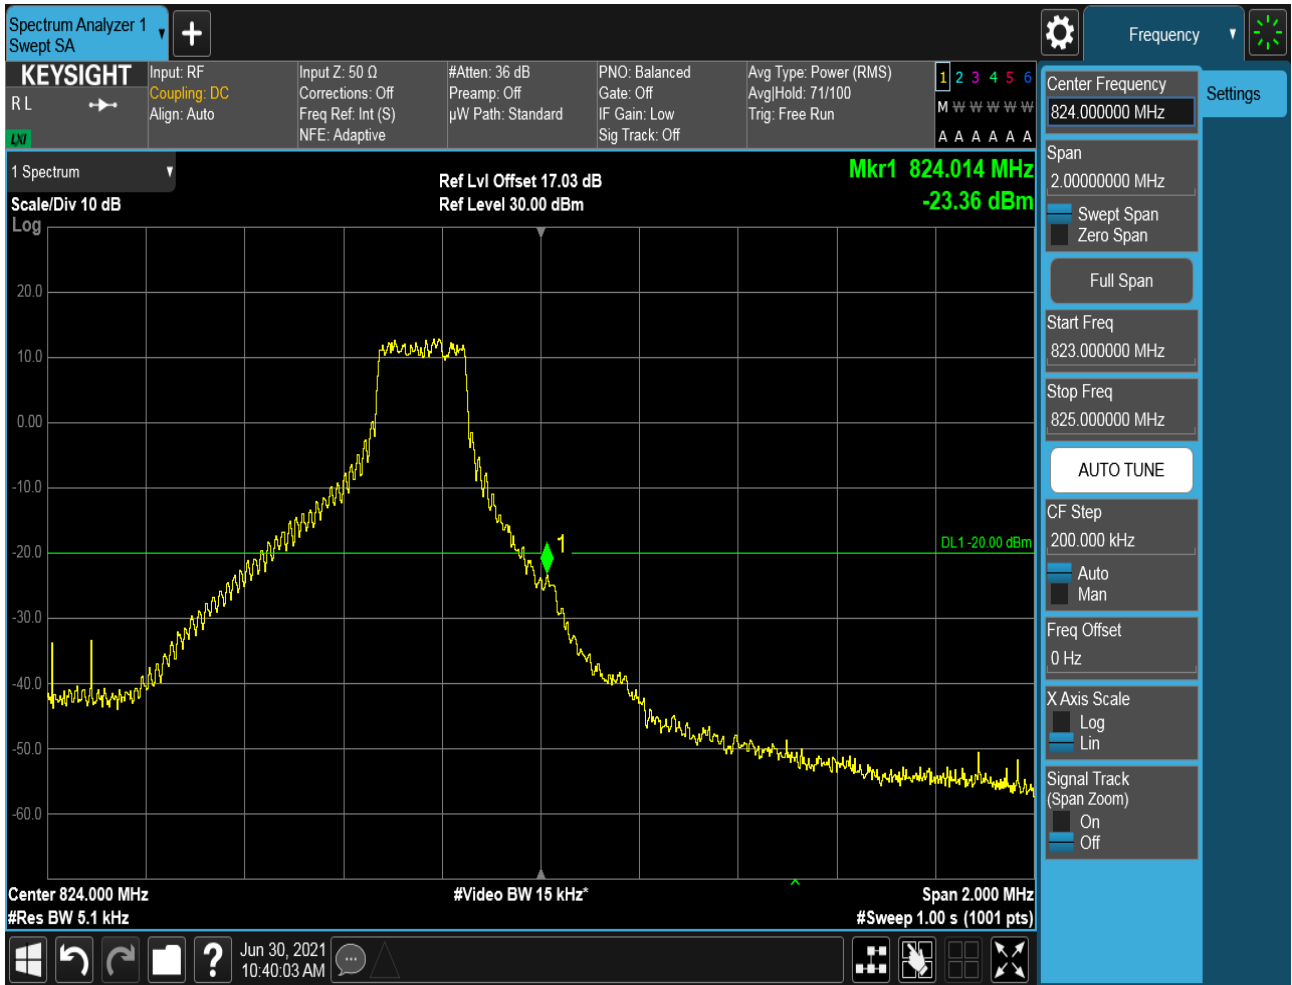 Spectrum Analyzer 1
Swept SA
Frequency
KEYSIGHT
R L
LXI
Input: RF
Coupling: DC
Align: Auto
Input Z: 50 Ω
Corrections: Off
Freq Ref: Int (S)
NFE: Adaptive
#Atten: 36 dB
Preamp: Off
µW Path: Standard
PNO: Balanced
Gate: Off
IF Gain: Low
Sig Track: Off
Avg Type: Power (RMS)
Avg|Hold: 71/100
Trig: Free Run
1 2 3 4 5 6
M W W W W W
A A A A A A
1 Spectrum
Scale/Div 10 dB
Log
Ref Lvl Offset 17.03 dB
Ref Level 30.00 dBm
Mkr1 824.014 MHz
-23.36 dBm
20.0
10.0
0.00
-10.0
-20.0
-30.0
-40.0
-50.0
-60.0
1
DL1 -20.00 dBm
Center 824.000 MHz
#Video BW 15 kHz*
Span 2.000 MHz
#Res BW 5.1 kHz
#Sweep 1.00 s (1001 pts)
Jun 30, 2021
10:40:03 AM
Center Frequency
824.000000 MHz
Settings
Span
2.00000000 MHz
Swept Span
Zero Span
Full Span
Start Freq
823.000000 MHz
Stop Freq
825.000000 MHz
AUTO TUNE
CF Step
200.000 kHz
Auto
Man
Freq Offset
0 Hz
X Axis Scale
Log
Lin
Signal Track
(Span Zoom)
On
Off